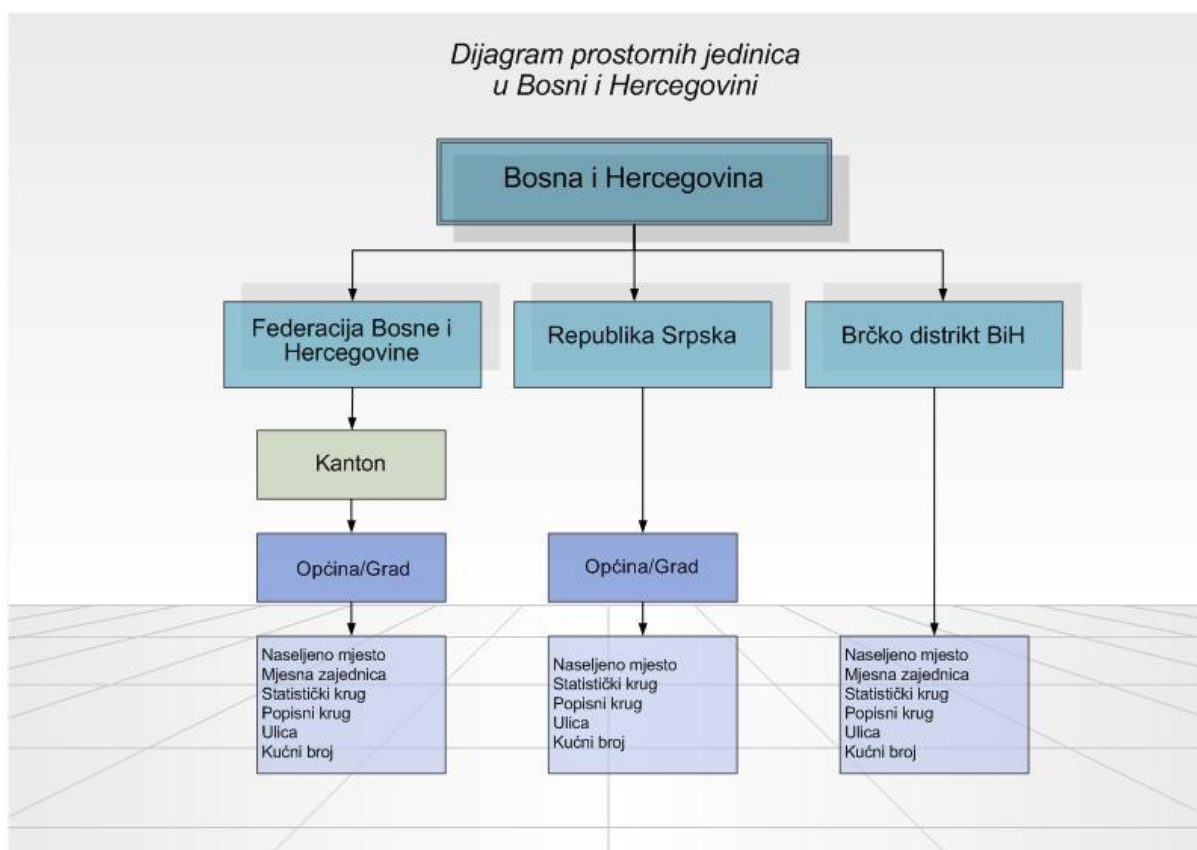 Dijagram prostornih jedinica
u Bosni i Hercegovini
Bosna i Hercegovina
Federacija Bosne i
Hercegovine
Republika Srpska
Brčko distrikt BiH
Kanton
Općina/Grad
Općina/Grad
Naseljeno mjesto
Mjesna zajednica
Statistički krug
Popisni krug
Ulica
Kućni broj
Naseljeno mjesto
Statistički krug
Popisni krug
Ulica
Kućni broj
Naseljeno mjesto
Mjesna zajednica
Statistički krug
Popisni krug
Ulica
Kućni broj